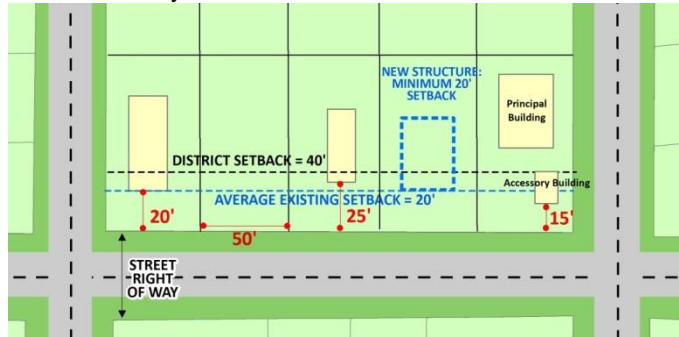 NEW STRUCTURE:
MINIMUM 20'
SETBACK
Principal
Building
DISTRICT SETBACK = 40'
Accessory Building
AVERAGE EXISTING SETBACK = 20'
20'
25'
15'
50'
STREET
RIGHT
OF WAY